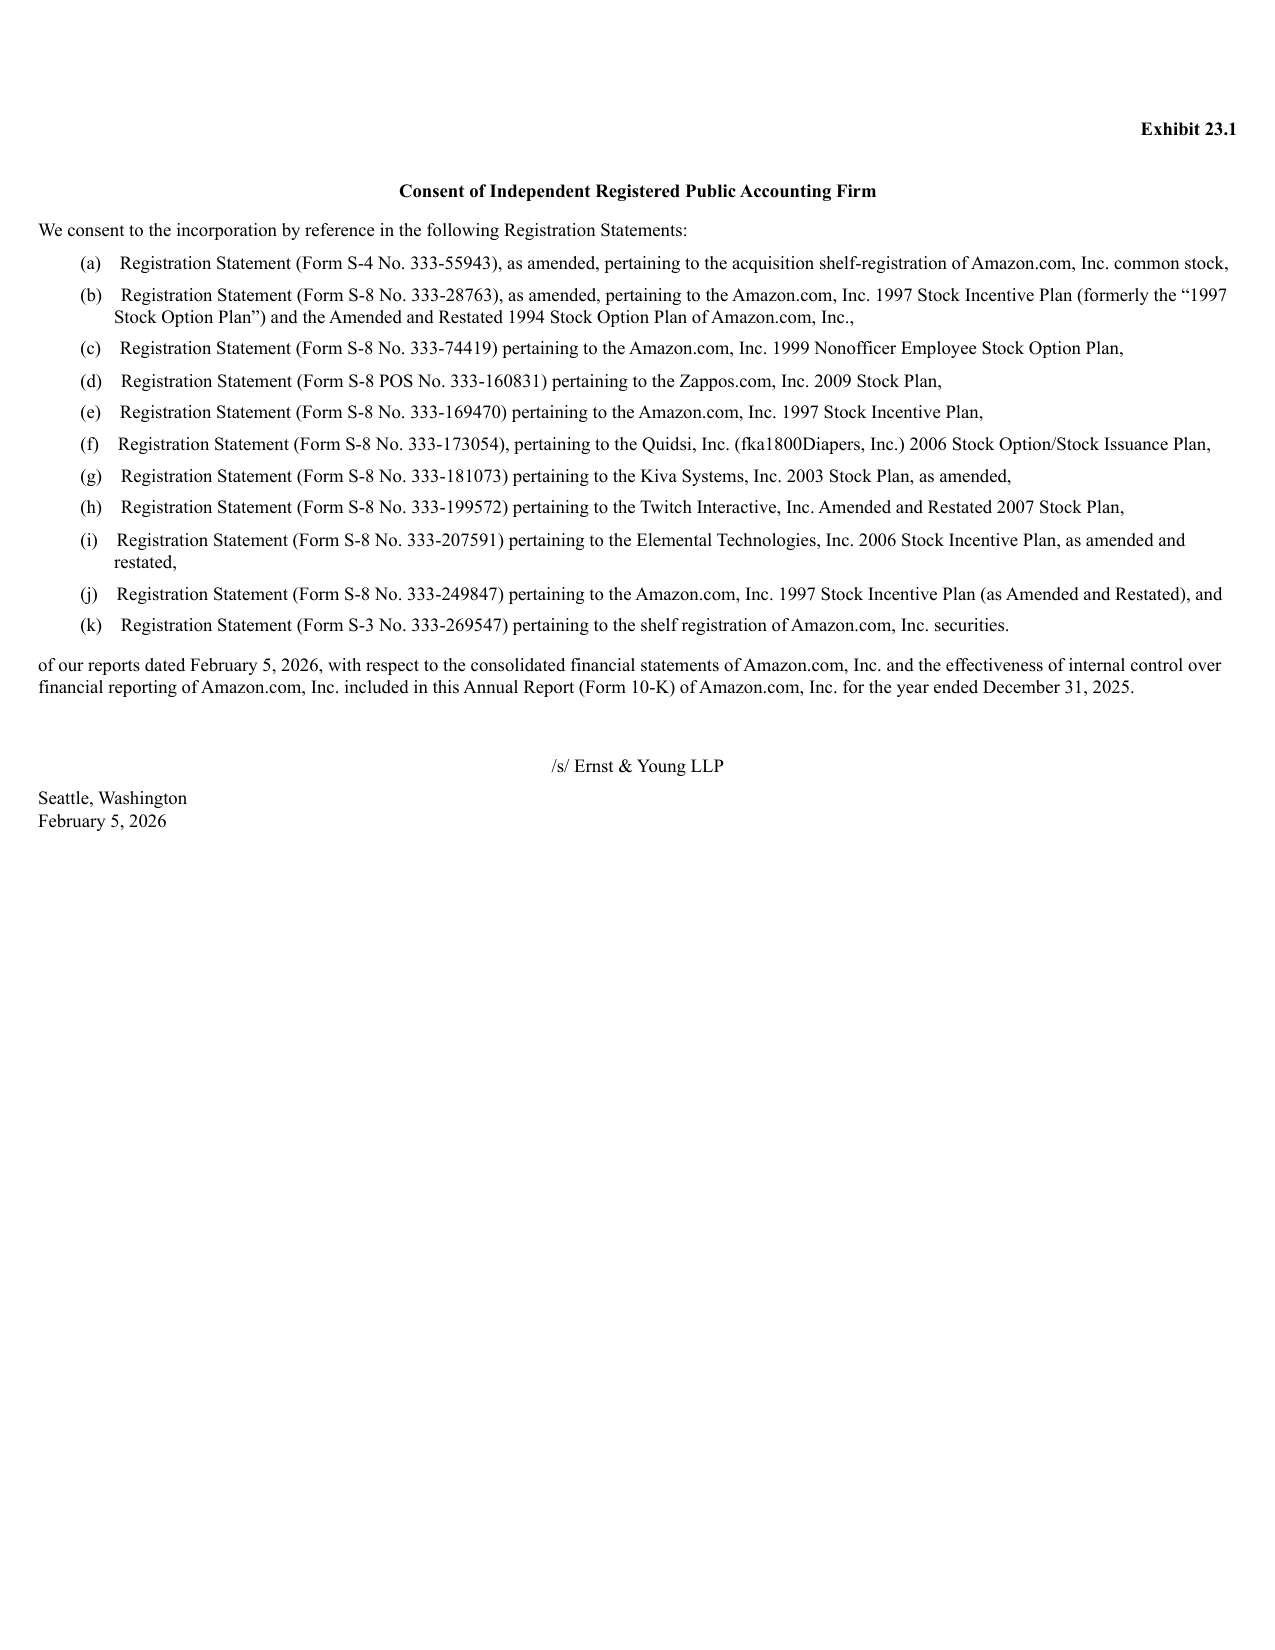 Exhibit 23.1
Consent of Independent Registered Public Accounting Firm
We consent to the incorporation by reference in the following Registration Statements:
(a) Registration Statement (Form S-4 No. 333-55943), as amended, pertaining to the acquisition shelf-registration of Amazon.com, Inc. common stock,
(b) Registration Statement (Form S-8 No. 333-28763), as amended, pertaining to the Amazon.com, Inc. 1997 Stock Incentive Plan (formerly the “1997
Stock Option Plan”) and the Amended and Restated 1994 Stock Option Plan of Amazon.com, Inc.,
(c) Registration Statement (Form S-8 No. 333-74419) pertaining to the Amazon.com, Inc. 1999 Nonofficer Employee Stock Option Plan,
(d) Registration Statement (Form S-8 POS No. 333-160831) pertaining to the Zappos.com, Inc. 2009 Stock Plan,
(e) Registration Statement (Form S-8 No. 333-169470) pertaining to the Amazon.com, Inc. 1997 Stock Incentive Plan,
(f) Registration Statement (Form S-8 No. 333-173054), pertaining to the Quidsi, Inc. (fka1800Diapers, Inc.) 2006 Stock Option/Stock Issuance Plan,
(g) Registration Statement (Form S-8 No. 333-181073) pertaining to the Kiva Systems, Inc. 2003 Stock Plan, as amended,
(h) Registration Statement (Form S-8 No. 333-199572) pertaining to the Twitch Interactive, Inc. Amended and Restated 2007 Stock Plan,
(i) Registration Statement (Form S-8 No. 333-207591) pertaining to the Elemental Technologies, Inc. 2006 Stock Incentive Plan, as amended and
restated,
(j) Registration Statement (Form S-8 No. 333-249847) pertaining to the Amazon.com, Inc. 1997 Stock Incentive Plan (as Amended and Restated), and
(k) Registration Statement (Form S-3 No. 333-269547) pertaining to the shelf registration of Amazon.com, Inc. securities.
of our reports dated February 5, 2026, with respect to the consolidated financial statements of Amazon.com, Inc. and the effectiveness of internal control over
financial reporting of Amazon.com, Inc. included in this Annual Report (Form 10-K) of Amazon.com, Inc. for the year ended December 31, 2025.
/s/ Ernst & Young LLP
Seattle, Washington
February 5, 2026